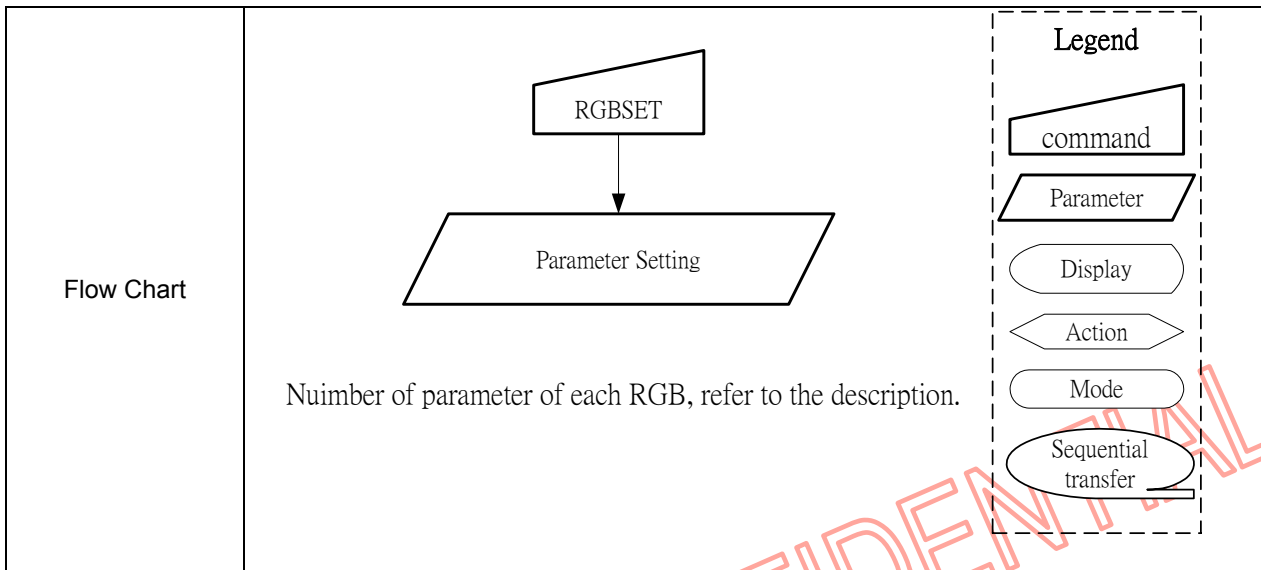 Flow Chart
RGBSET
Parameter Setting
Nuimber of parameter of each RGB, refer to the description.
Legend
command
Parameter
Display
Action
Mode
Sequential
transfer